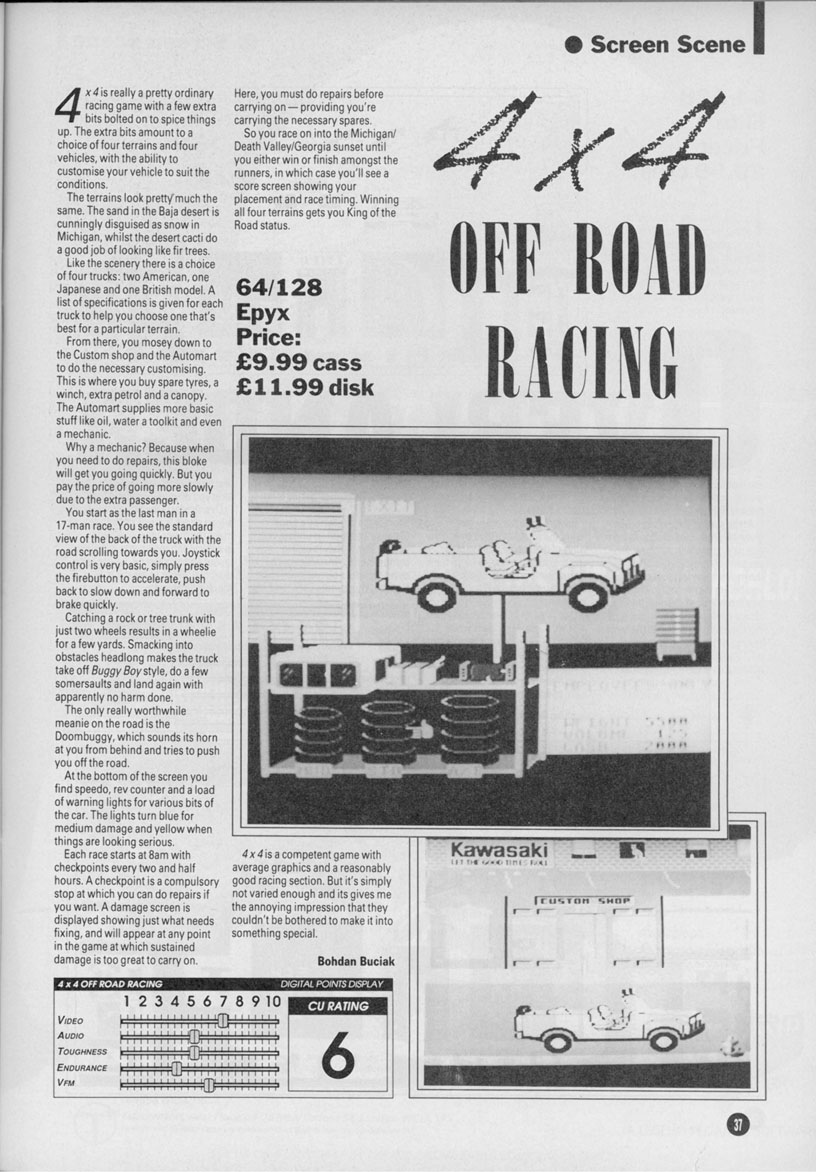 Screen Scene
4 x 4 is really a pretty ordinary
racing game with a few extra
bits bolted on to spice things
up. The extra bits amount to a
choice of four terrains and four
vehicles, with the ability to
customise your vehicle to suit the
conditions.
The terrains look pretty much the
same. The sand in the Baja desert is
cunningly disguised as snow in
Michigan, whilst the desert cacti do
a good job of looking like fir trees.
Like the scenery there is a choice
of four trucks: two American, one
Japanese and one British model. A
list of specifications is given for each
truck to help you choose one that's
best for a particular terrain.
From there, you mosey down to
the Custom shop and the Automart
to do the necessary customising.
This is where you buy spare tyres, a
winch, extra petrol and a canopy.
The Automart supplies more basic
stuff like oil, water a toolkit and even
a mechanic.
Why a mechanic? Because when
you need to do repairs, this bloke
will get you going quickly. But you
pay the price of going more slowly
due to the extra passenger.
You start as the last man in a
17-man race. You see the standard
view of the back of the truck with the
road scrolling towards you. Joystick
control is very basic, simply press
the firebutton to accelerate, push
back to slow down and forward to
brake quickly.
Catching a rock or tree trunk with
just two wheels results in a wheelie
for a few yards. Smacking into
obstacles headlong makes the truck
take off Buggy Boy style, do a few
somersaults and land again with
apparently no harm done.
The only really worthwhile
meanie on the road is the
Doombuggy, which sounds its horn
at you from behind and tries to push
you off the road.
At the bottom of the screen you
find speedo, rev counter and a load
of warning lights for various bits of
the car. The lights turn blue for
medium damage and yellow when
things are looking serious.
Each race starts at 8am with
checkpoints every two and half
hours. A checkpoint is a compulsory
stop at which you can do repairs if
you want. A damage screen is
displayed showing just what needs
fixing, and will appear at any point
in the game at which sustained
damage is too great to carry on.
Here, you must do repairs before
carrying on — providing you're
carrying the necessary spares.
So you race on into the Michigan/
Death Valley/Georgia sunset until
you either win or finish amongst the
runners, in which case you'll see a
score screen showing your
placement and race timing. Winning
all four terrains gets you King of the
Road status.
64/128
Epyx
Price:
£9.99 cass
£11.99 disk
4 x 4
OFF ROAD
RACING
2000
4 x 4 is a competent game with
average graphics and a reasonably
good racing section. But it's simply
not varied enough and its gives me
the annoying impression that they
couldn't be bothered to make it into
something special.
Bohdan Buciak
Kawasaki
LET THE GOOD TIMES ROLL
CUSTOM SHOP
4 x 4 OFF ROAD RACING DIGITAL POINTS DISPLAY
1 2 3 4 5 6 7 8 9 10
VIDEO
AUDIO
TOUGHNESS
ENDURANCE
VFM
CU RATING
6
37